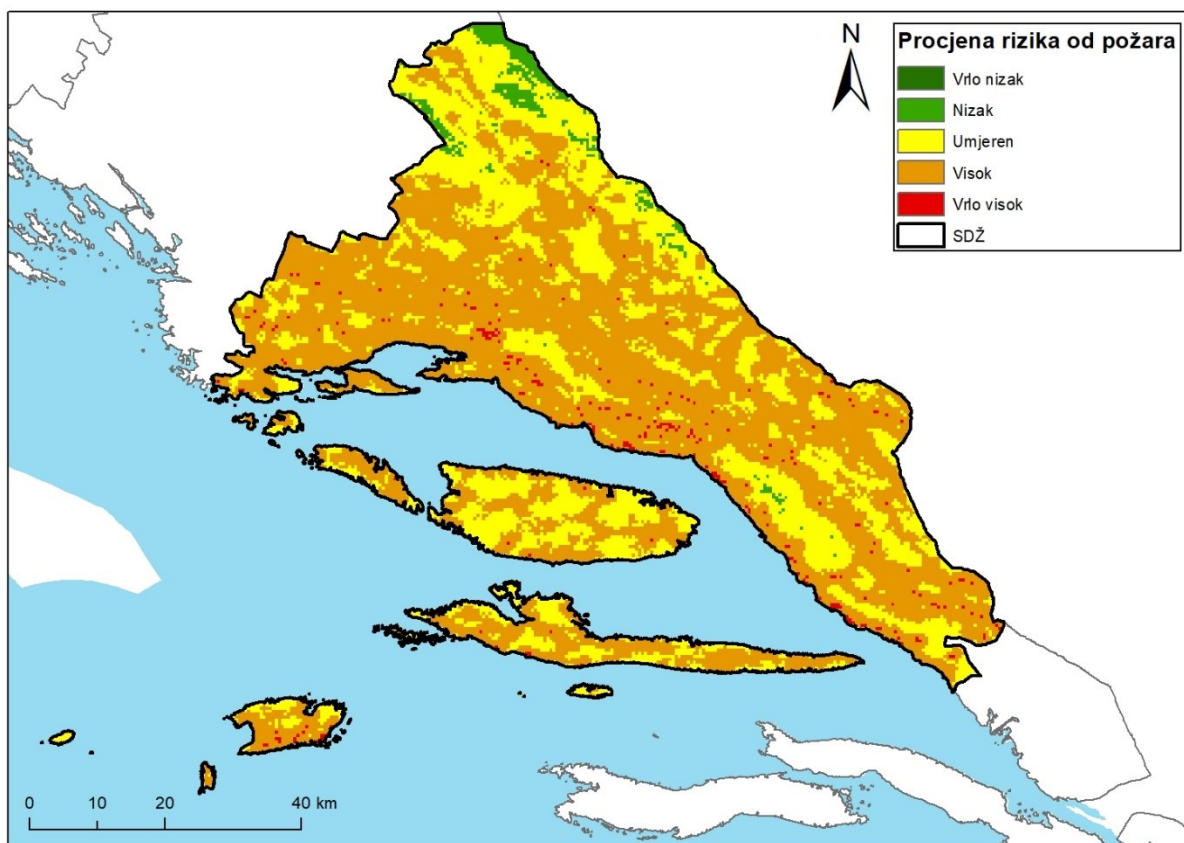 N
Procjena rizika od požara
Vrlo nizak
Nizak
Umjeren
Visok
Vrlo visok
SDŽ
0 10 20 40 km